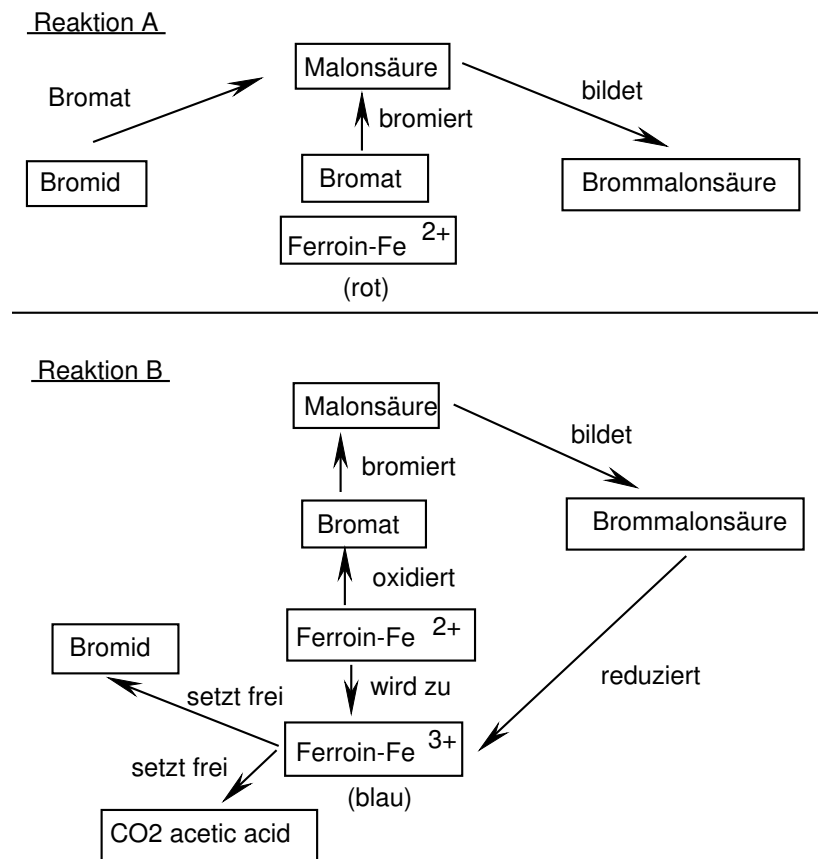 Reaktion A
Malonsäure
Bromat
bildet
bromiert
Bromid
Bromat
Brommalonsäure
Ferroin-Fe 2+
(rot)
Reaktion B
Malonsäure
bildet
bromiert
Bromat
Brommalonsäure
oxidiert
Ferroin-Fe 2+
Bromid
reduziert
setzt frei
wird zu
Ferroin-Fe 3+
setzt frei
(blau)
CO2 acetic acid